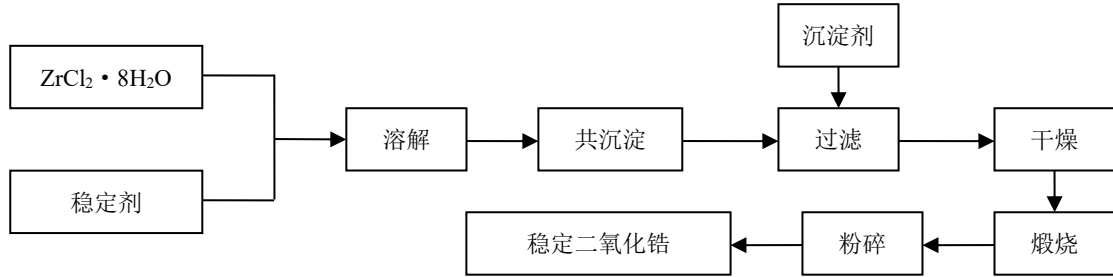 沉淀剂
ZrCl₂·8H₂O
溶解
共沉淀
过滤
干燥
稳定剂
稳定二氧化锆
粉碎
煅烧